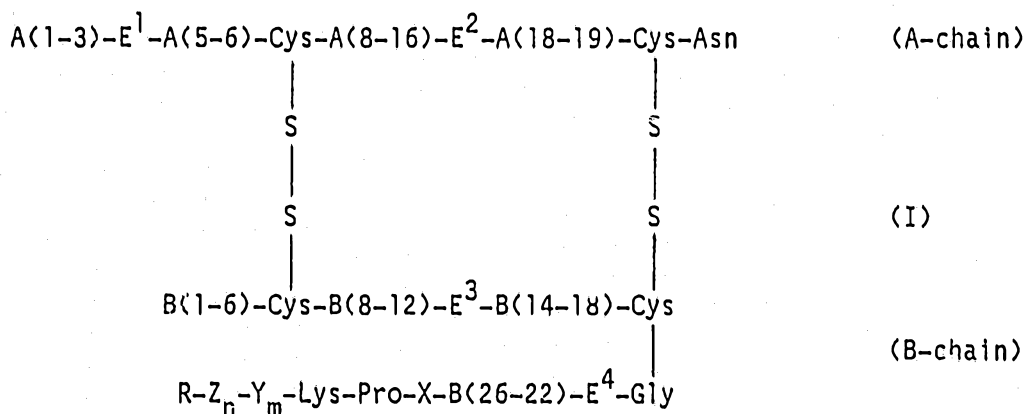 A(1-3)-E¹-A(5-6)-Cys-A(8-16)-E²-A(18-19)-Cys-Asn (A-chain)
S S
S S (I)
B(1-6)-Cys-B(8-12)-E³-B(14-18)-Cys
(B-chain)
R-Zₙ-Yₘ-Lys-Pro-X-B(26-22)-E⁴-Gly